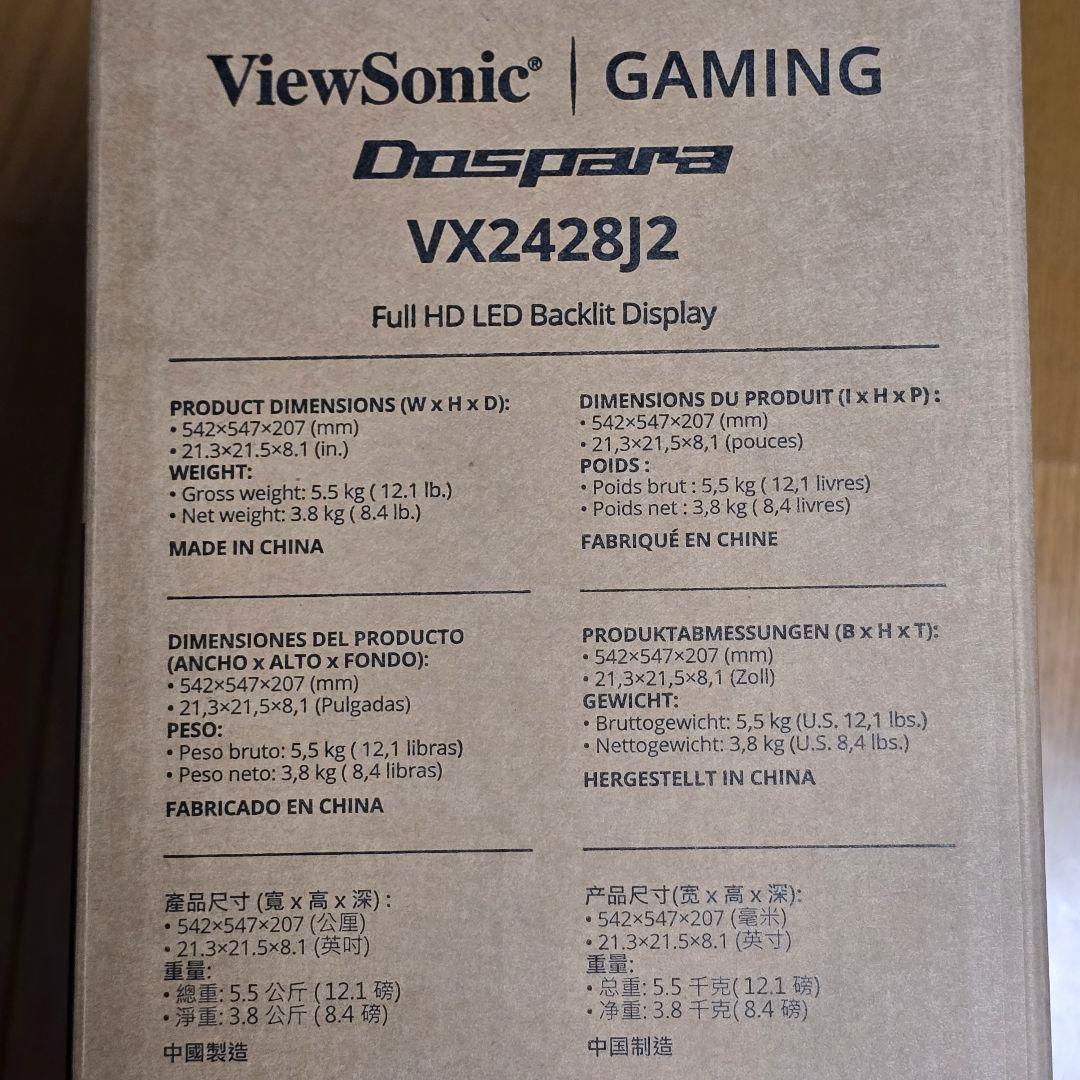 ViewSonic® | GAMING
Dospara
VX2428J2
Full HD LED Backlit Display
PRODUCT DIMENSIONS (W x H x D):
• 542×547×207 (mm)
• 21.3×21.5×8.1 (in.)
WEIGHT:
• Gross weight: 5.5 kg ( 12.1 lb.)
• Net weight: 3.8 kg ( 8.4 lb.)
MADE IN CHINA
DIMENSIONS DU PRODUIT (l x H x P) :
• 542×547×207 (mm)
• 21,3×21,5×8,1 (pouces)
POIDS :
• Poids brut : 5,5 kg ( 12,1 livres)
• Poids net : 3,8 kg ( 8,4 livres)
FABRIQUÉ EN CHINE
DIMENSIONES DEL PRODUCTO
(ANCHO x ALTO x FONDO):
• 542×547×207 (mm)
• 21,3×21,5×8,1 (Pulgadas)
PESO:
• Peso bruto: 5,5 kg ( 12,1 libras)
• Peso neto: 3,8 kg ( 8,4 libras)
FABRICADO EN CHINA
PRODUKTABMESSUNGEN (B x H x T):
• 542×547×207 (mm)
• 21,3×21,5×8,1 (Zoll)
GEWICHT:
• Bruttogewicht: 5,5 kg (U.S. 12,1 lbs.)
• Nettogewicht: 3,8 kg (U.S. 8,4 lbs.)
HERGESTELLT IN CHINA
產品尺寸 (寬 x 高 x 深) :
• 542×547×207 (公厘)
• 21.3×21.5×8.1 (英吋)
重量:
• 總重: 5.5 公斤 ( 12.1 磅)
• 淨重: 3.8 公斤 ( 8.4 磅)
中國製造
产品尺寸(宽 x 高 x 深):
• 542×547×207 (毫米)
• 21.3×21.5×8.1 (英寸)
重量:
• 总重: 5.5 千克( 12.1 磅)
• 净重: 3.8 千克( 8.4 磅)
中国制造